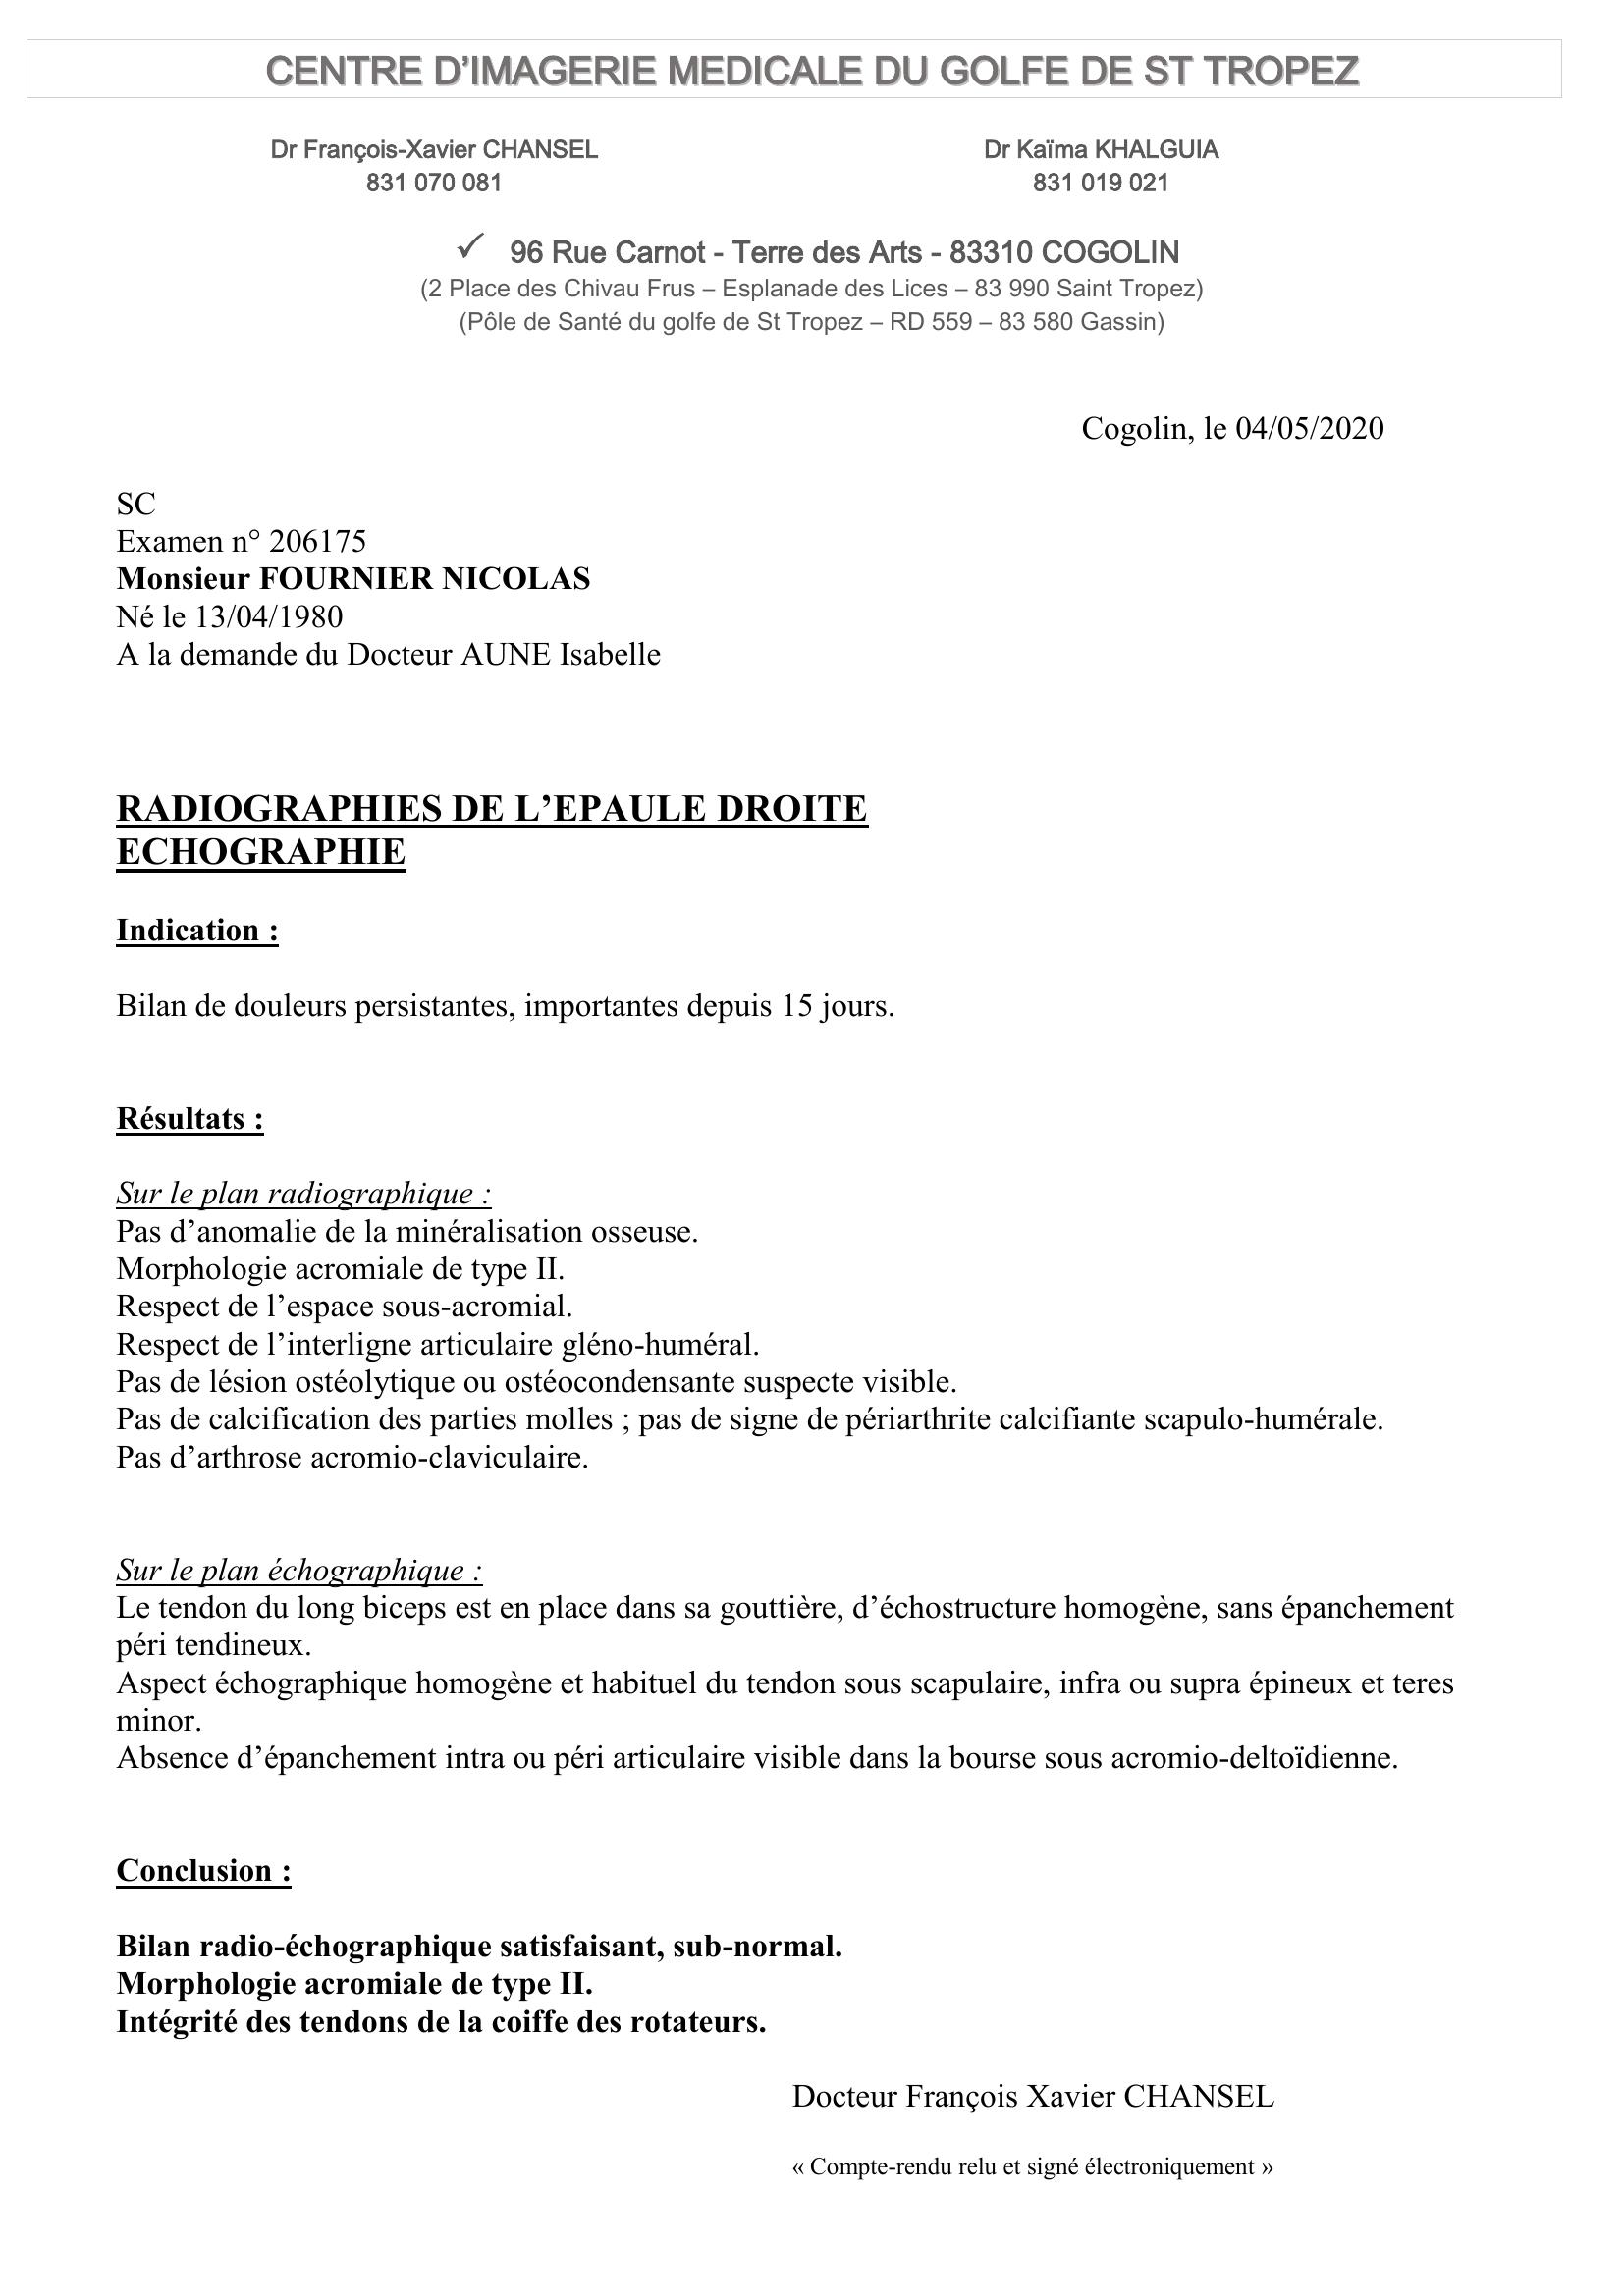 CENTRE D’IMAGERIE MEDICALE DU GOLFE DE ST TROPEZ
Dr François-Xavier CHANSEL
831 070 081
Dr Kaïma KHALGUIA
831 019 021
✓ 96 Rue Carnot - Terre des Arts - 83310 COGOLIN
(2 Place des Chivau Frus – Esplanade des Lices – 83 990 Saint Tropez)
(Pôle de Santé du golfe de St Tropez – RD 559 – 83 580 Gassin)
Cogolin, le 04/05/2020
SC
Examen n° 206175
Monsieur FOURNIER NICOLAS
Né le 13/04/1980
A la demande du Docteur AUNE Isabelle
RADIOGRAPHIES DE L’EPAULE DROITE
ECHOGRAPHIE
Indication :
Bilan de douleurs persistantes, importantes depuis 15 jours.
Résultats :
Sur le plan radiographique :
Pas d’anomalie de la minéralisation osseuse.
Morphologie acromiale de type II.
Respect de l’espace sous-acromial.
Respect de l’interligne articulaire gléno-huméral.
Pas de lésion ostéolytique ou ostéocondensante suspecte visible.
Pas de calcification des parties molles ; pas de signe de périarthrite calcifiante scapulo-humérale.
Pas d’arthrose acromio-claviculaire.
Sur le plan échographique :
Le tendon du long biceps est en place dans sa gouttière, d’échostructure homogène, sans épanchement
péri tendineux.
Aspect échographique homogène et habituel du tendon sous scapulaire, infra ou supra épineux et teres
minor.
Absence d’épanchement intra ou péri articulaire visible dans la bourse sous acromio-deltoïdienne.
Conclusion :
Bilan radio-échographique satisfaisant, sub-normal.
Morphologie acromiale de type II.
Intégrité des tendons de la coiffe des rotateurs.
Docteur François Xavier CHANSEL
« Compte-rendu relu et signé électroniquement »